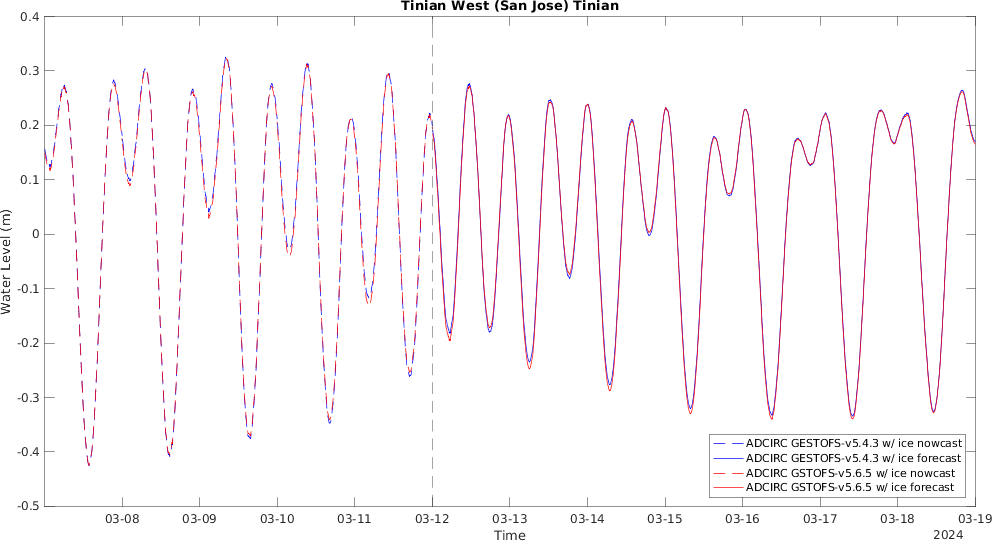 Tinian West (San Jose) Tinian
0.4
0.3
0.2
0.1
0
-0.1
-0.2
-0.3
-0.4
-0.5
Water Level (m)
ADCIRC GESTOFS-v5.4.3 w/ ice nowcast
ADCIRC GESTOFS-v5.4.3 w/ ice forecast
ADCIRC GSTOFS-v5.6.5 w/ ice nowcast
ADCIRC GSTOFS-v5.6.5 w/ ice forecast
03-08 03-09 03-10 03-11 03-12 03-13 03-14 03-15 03-16 03-17 03-18 03-19
Time
2024